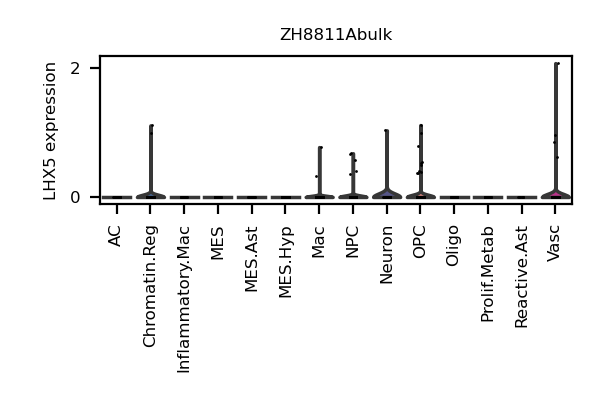 ZH8811Abulk
LHX5 expression
2
0
AC
Chromatin.Reg
Inflammatory.Mac
MES
MES.Ast
MES.Hyp
Mac
NPC
Neuron
OPC
Oligo
Prolif.Metab
Reactive.Ast
Vasc